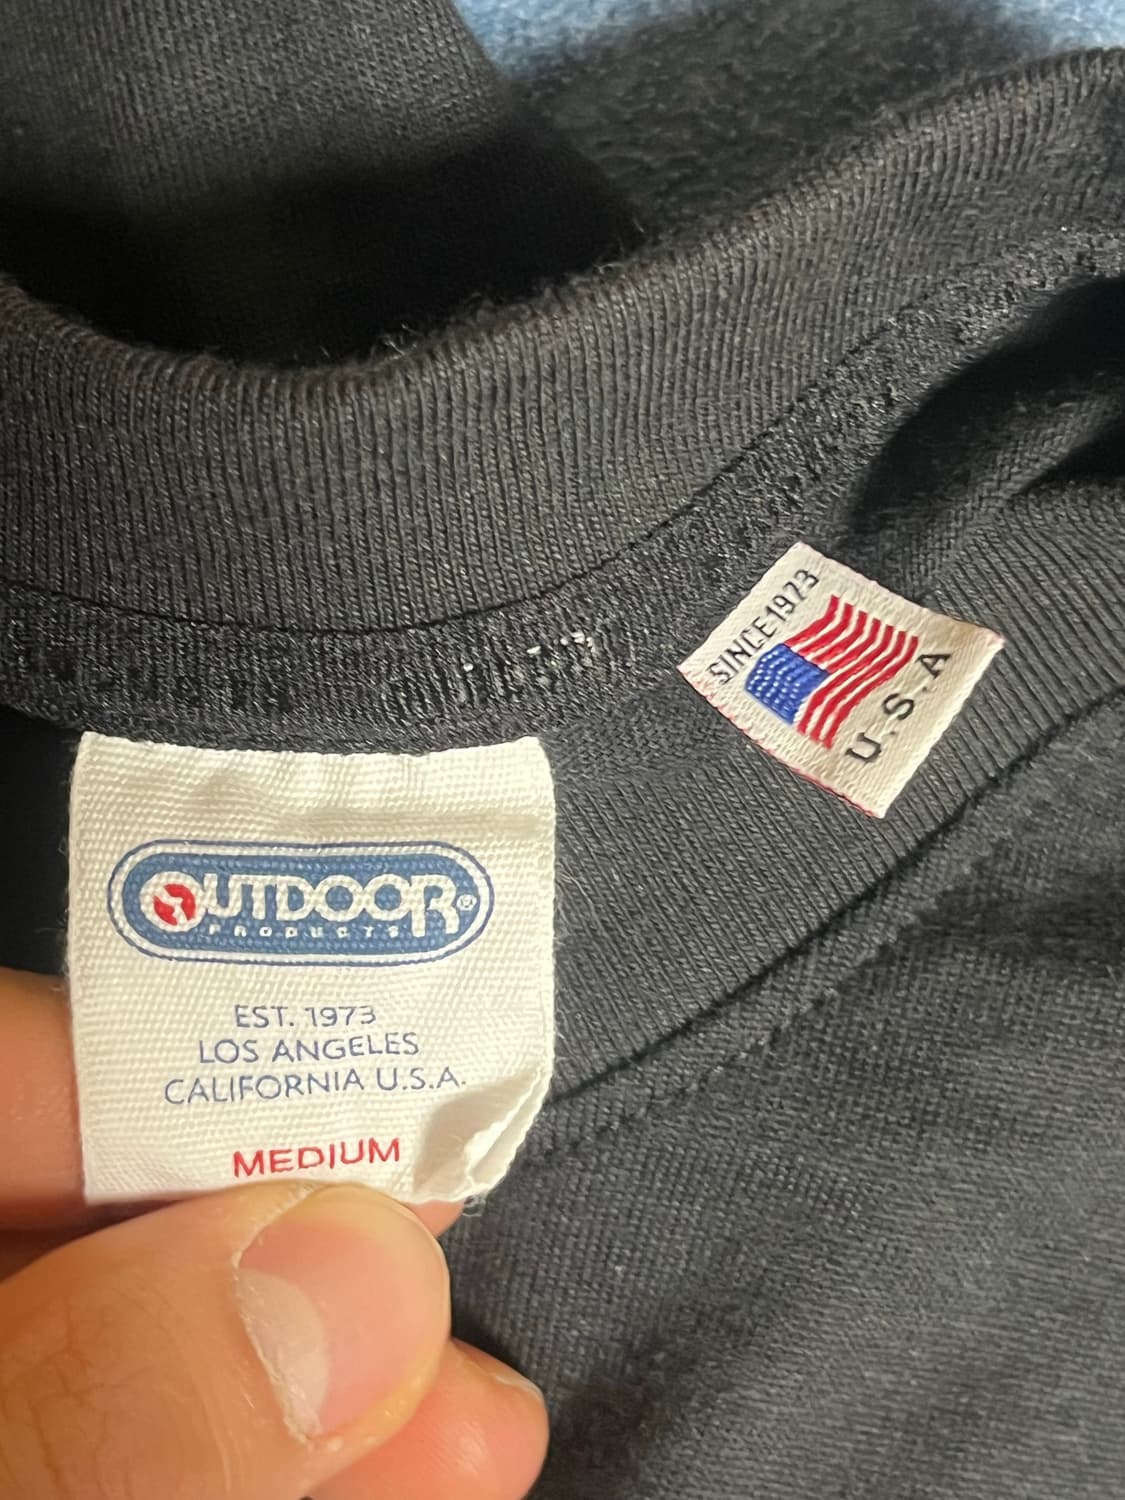 OUTDOOR®
PRODUCTS
EST. 1973
LOS ANGELES
CALIFORNIA U.S.A.
MEDIUM
SINCE 1973
U.S.A